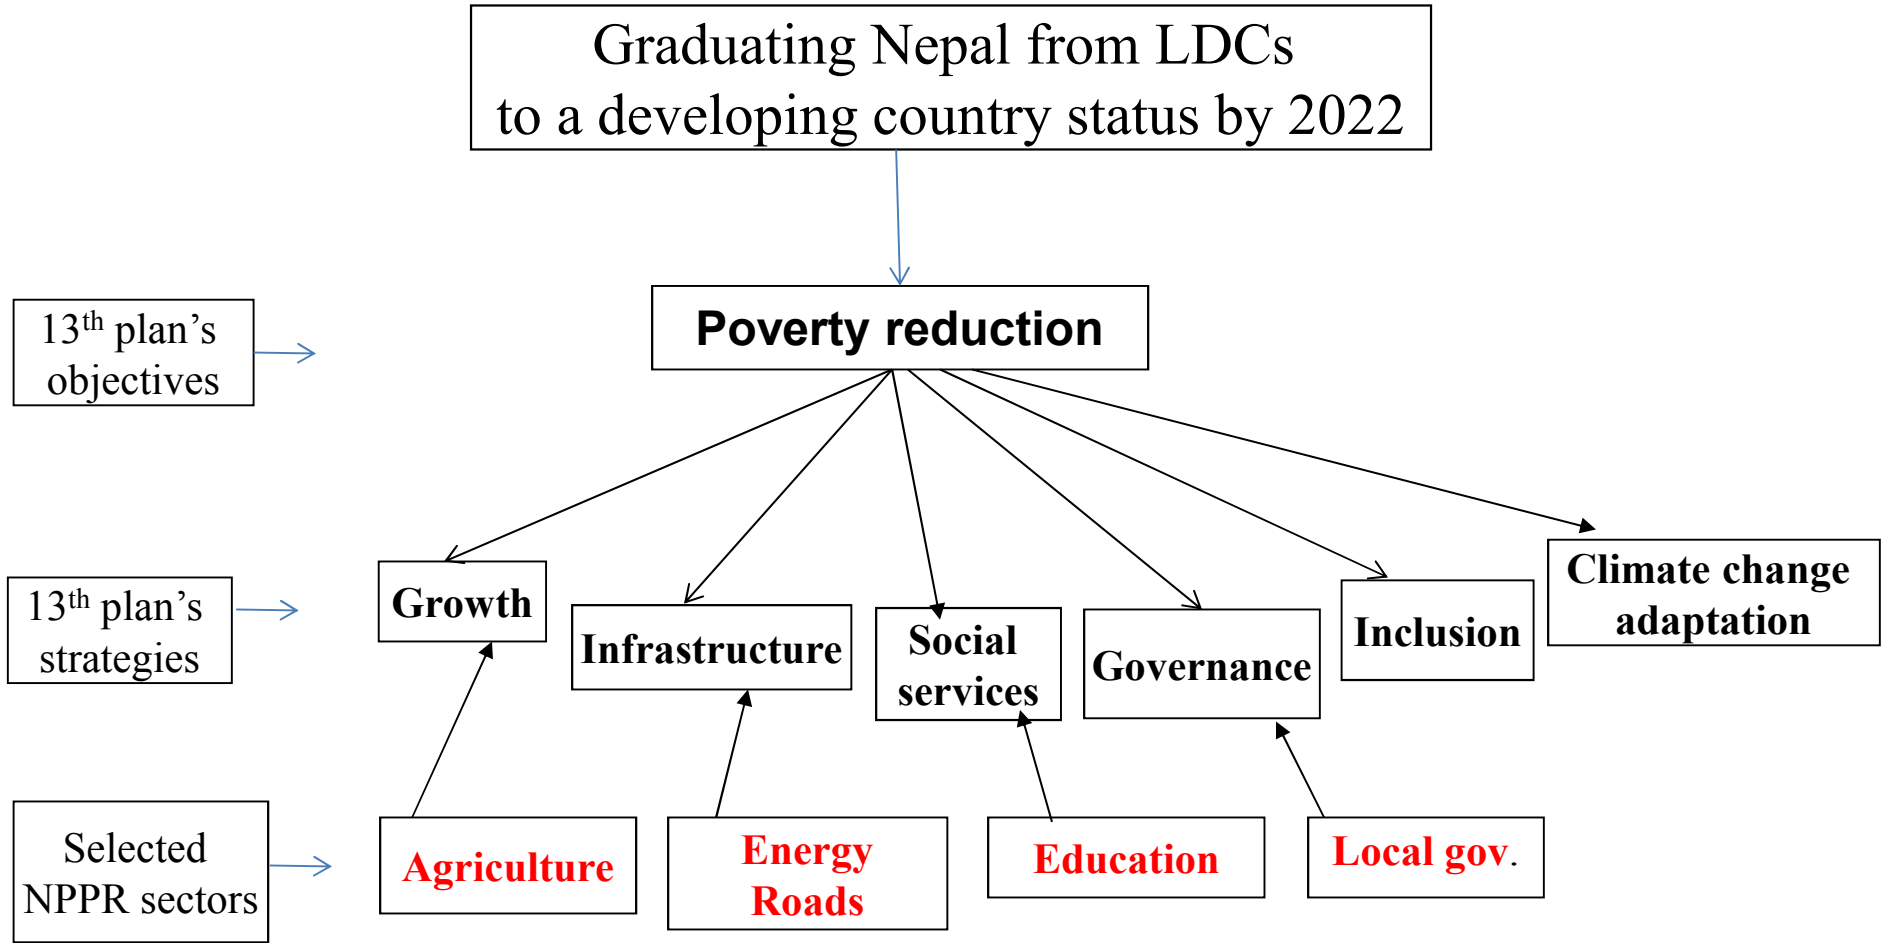 Graduating Nepal from LDCs
to a developing country status by 2022
13th plan’s
objectives
Poverty reduction
13th plan’s
strategies
Growth
Infrastructure
Social
services
Governance
Inclusion
Climate change
adaptation
Selected
NPPR sectors
Agriculture
Energy
Roads
Education
Local gov.